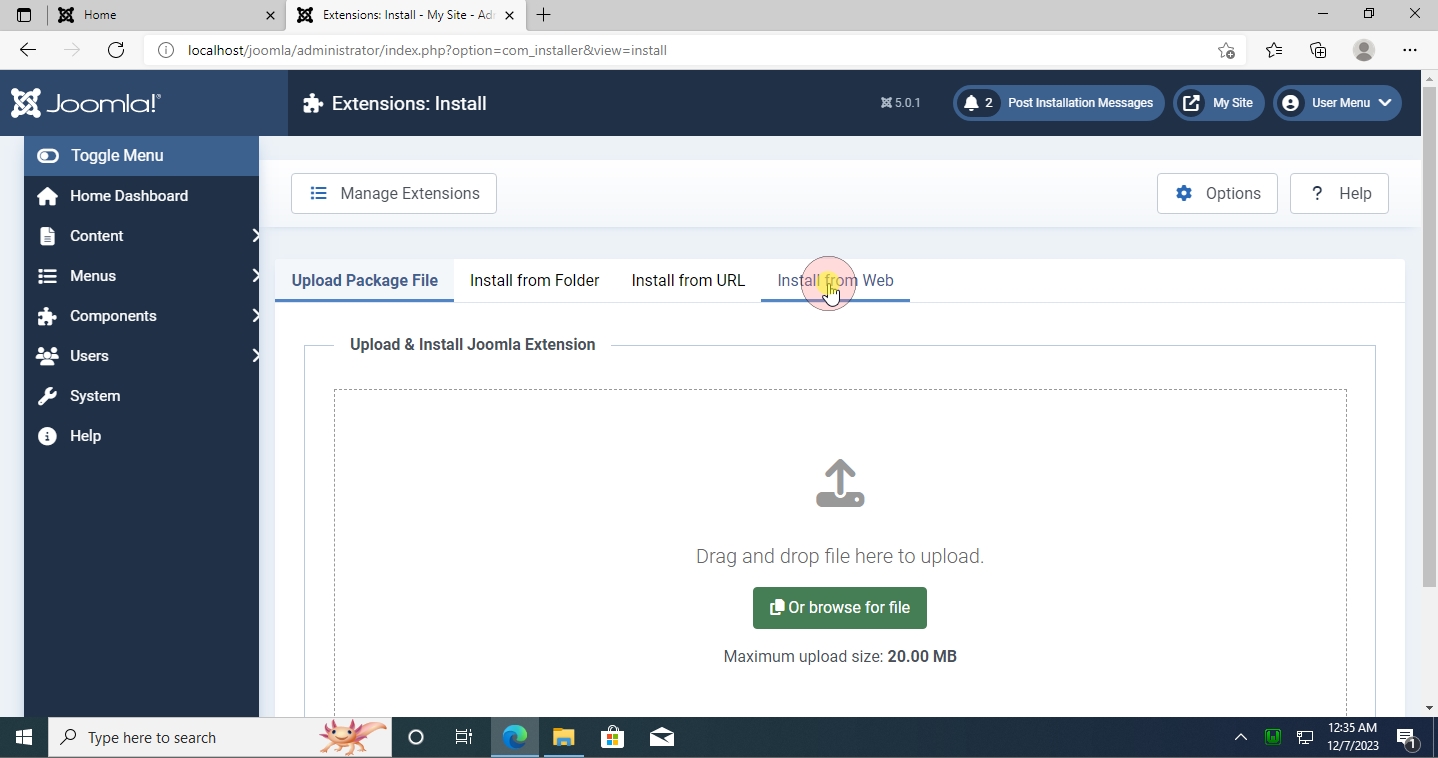 Home
Extensions: Install - My Site - Ad
localhost/joomla/administrator/index.php?option=com_installer&view=install
Joomla!®
Extensions: Install
5.0.1
2 Post Installation Messages
My Site
User Menu
Toggle Menu
Home Dashboard
Content
Menus
Components
Users
System
Help
Manage Extensions
Options
? Help
Upload Package File
Install from Folder
Install from URL
Install from Web
Upload & Install Joomla Extension
Drag and drop file here to upload.
Or browse for file
Maximum upload size: 20.00 MB
Type here to search
12:35 AM
12/7/2023
1